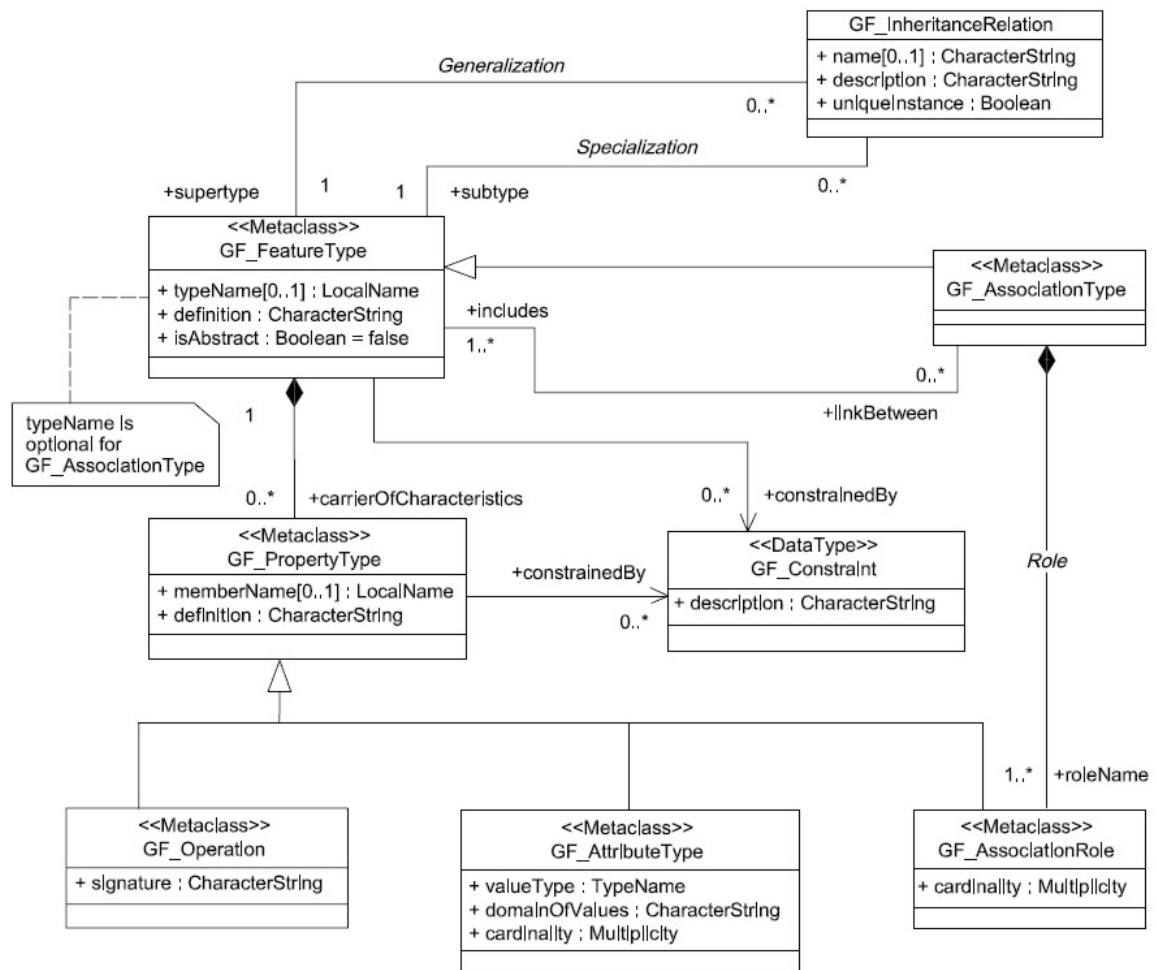 GF_InheritanceRelation
+ name[0..1] : CharacterString
+ description : CharacterString
+ uniqueInstance : Boolean
Generalization
0..*
Specialization
0..*
+supertype
1
1
+subtype
<<Metaclass>>
GF_FeatureType
+ typeName[0..1] : LocalName
+ definition : CharacterString
+ isAbstract : Boolean = false
<<Metaclass>>
GF_AssociationType
+includes
1..*
0..*
+linkBetween
typeName is
optional for
GF_AssociationType
1
0..*
+carrierOfCharacteristics
0..*
+constrainedBy
<<Metaclass>>
GF_PropertyType
+ memberName[0..1] : LocalName
+ definition : CharacterString
+constrainedBy
0..*
<<DataType>>
GF_Constraint
+ description : CharacterString
Role
1..*
+roleName
<<Metaclass>>
GF_Operation
+ signature : CharacterString
<<Metaclass>>
GF_AttributeType
+ valueType : TypeName
+ domainOfValues : CharacterString
+ cardinality : Multiplicity
<<Metaclass>>
GF_AssociationRole
+ cardinality : Multiplicity